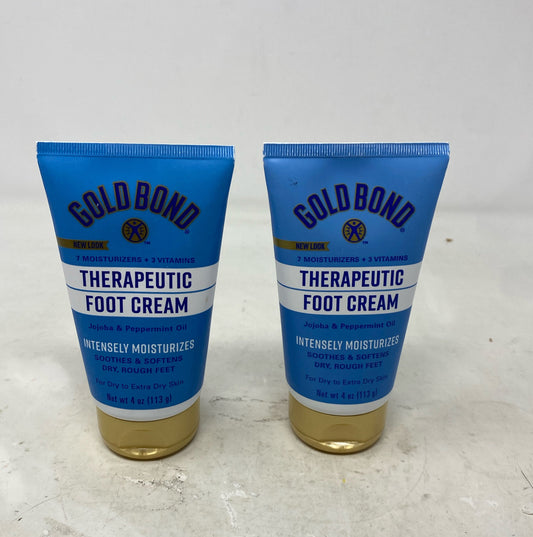 GOLD BOND®
™
NEW LOOK
7 MOISTURIZERS + 3 VITAMINS
THERAPEUTIC
FOOT CREAM
Jojoba & Peppermint Oil
INTENSELY MOISTURIZES
SOOTHES & SOFTENS
DRY, ROUGH FEET
For Dry to Extra Dry Skin
Net wt 4 oz (113 g)
GOLD BOND®
™
NEW LOOK
7 MOISTURIZERS + 3 VITAMINS
THERAPEUTIC
FOOT CREAM
Jojoba & Peppermint Oil
INTENSELY MOISTURIZES
SOOTHES & SOFTENS
DRY, ROUGH FEET
For Dry to Extra Dry Skin
Net wt 4 oz (113 g)